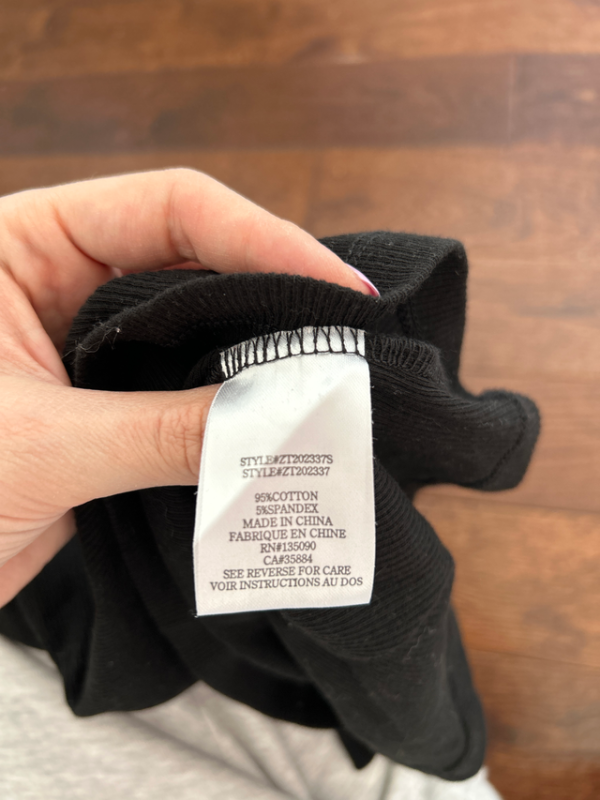 STYLE#ZT202337S
STYLE#ZT202337
95%COTTON
5%SPANDEX
MADE IN CHINA
FABRIQUE EN CHINE
RN#135090
CA#35884
SEE REVERSE FOR CARE
VOIR INSTRUCTIONS AU DOS